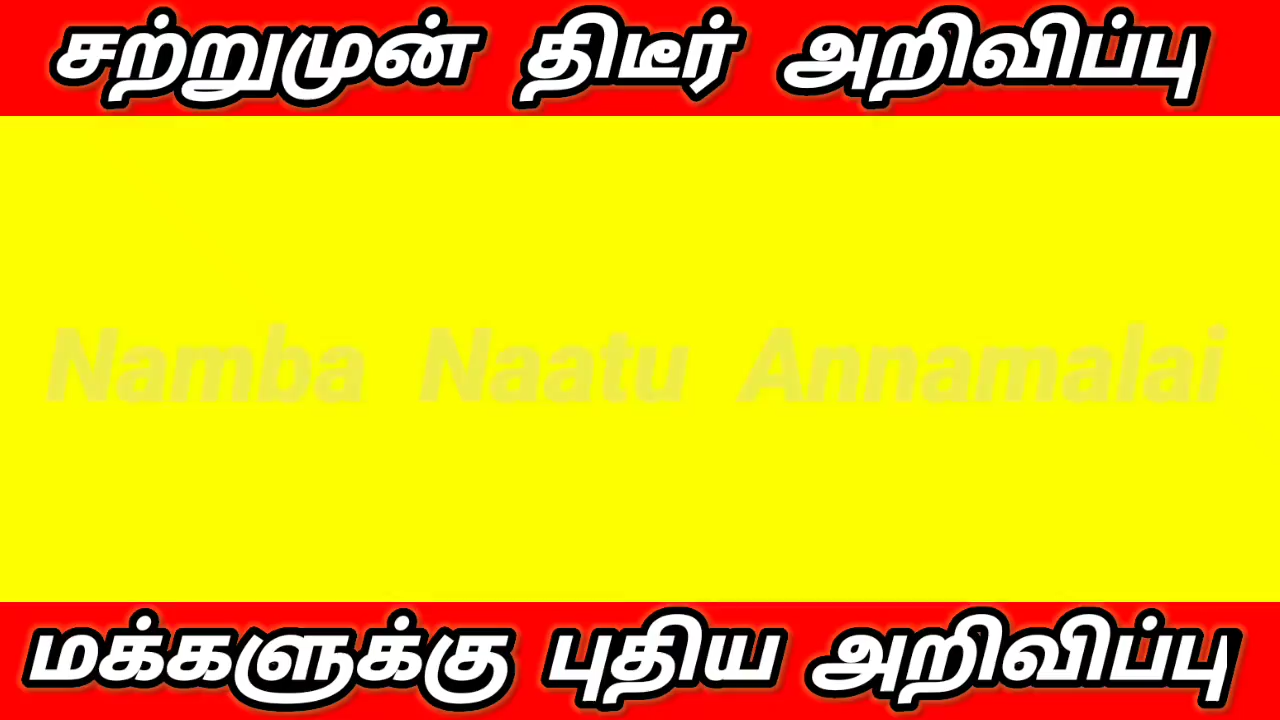 சற்றுமுன் திடீர் அறிவிப்பு
Namba Naatu Annamalai
மக்களுக்கு புதிய அறிவிப்பு